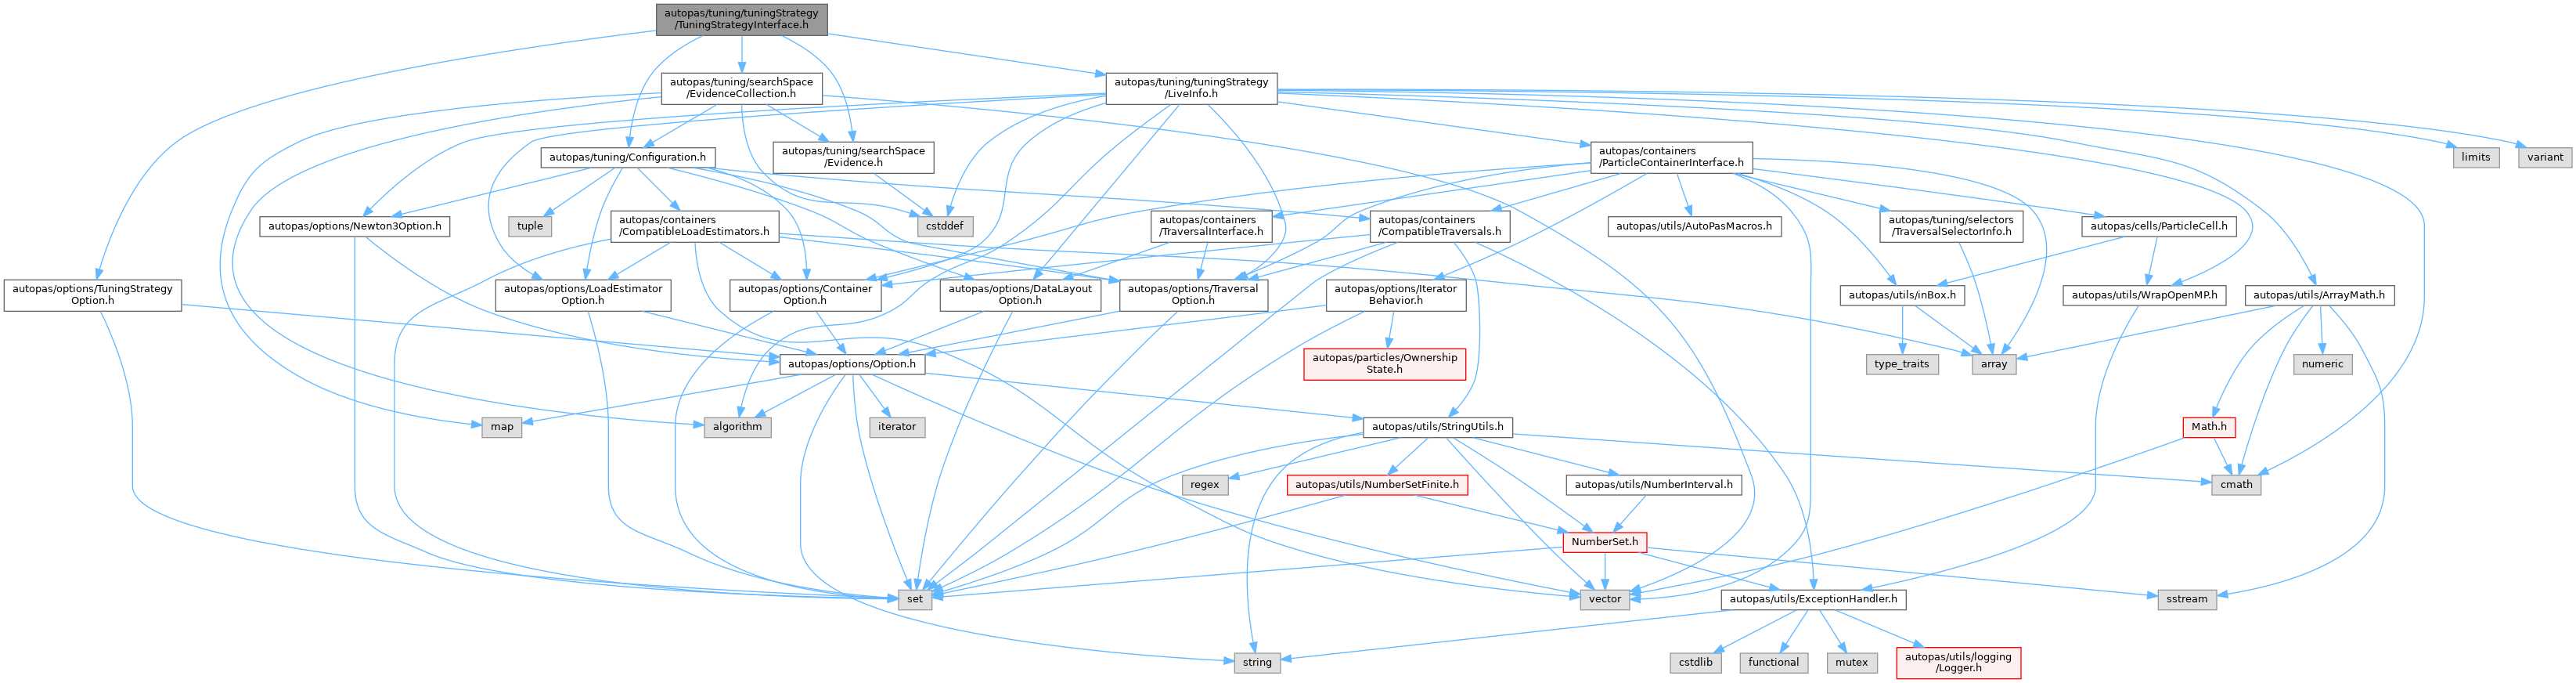 autopas/tuning/tuningStrategy
/TuningStrategyInterface.h
autopas/tuning/searchSpace
/EvidenceCollection.h
autopas/tuning/tuningStrategy
/LiveInfo.h
autopas/tuning/Configuration.h
autopas/tuning/searchSpace
/Evidence.h
autopas/containers
/ParticleContainerInterface.h
limits
variant
autopas/options/Newton3Option.h
tuple
autopas/containers
/CompatibleLoadEstimators.h
cstddef
autopas/containers
/TraversalInterface.h
autopas/containers
/CompatibleTraversals.h
autopas/utils/AutoPasMacros.h
autopas/tuning/selectors
/TraversalSelectorInfo.h
autopas/cells/ParticleCell.h
autopas/options/TuningStrategy
Option.h
autopas/options/LoadEstimator
Option.h
autopas/options/Container
Option.h
autopas/options/DataLayout
Option.h
autopas/options/Traversal
Option.h
autopas/options/Iterator
Behavior.h
autopas/utils/inBox.h
autopas/utils/WrapOpenMP.h
autopas/utils/ArrayMath.h
autopas/options/Option.h
autopas/particles/Ownership
State.h
type_traits
array
numeric
map
algorithm
iterator
autopas/utils/StringUtils.h
Math.h
regex
autopas/utils/NumberSetFinite.h
autopas/utils/NumberInterval.h
cmath
NumberSet.h
set
vector
autopas/utils/ExceptionHandler.h
sstream
string
cstdlib
functional
mutex
autopas/utils/logging
/Logger.h